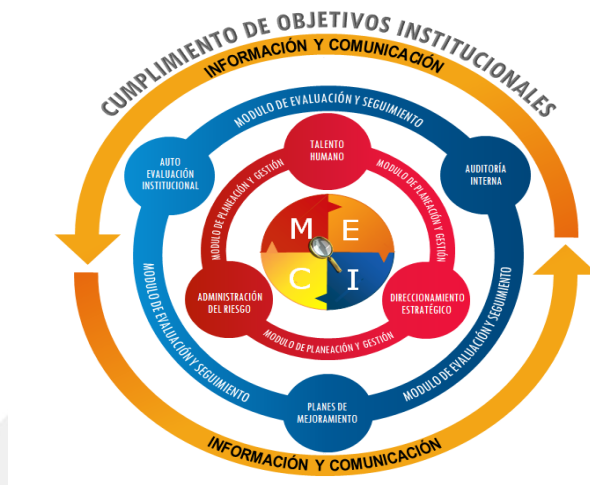 CUMPLIMIENTO DE OBJETIVOS INSTITUCIONALES
INFORMACIÓN Y COMUNICACIÓN
MODULO DE EVALUACIÓN Y SEGUIMIENTO
TALENTO
HUMANO
AUTO
EVALUACIÓN
INSTITUCIONAL
AUDITORÍA
INTERNA
MODULO DE PLANEACIÓN Y GESTIÓN
MODULO DE PLANEACIÓN Y GESTIÓN
M E
C I
ADMINISTRACIÓN
DEL RIESGO
DIRECCIONAMIENTO
ESTRATÉGICO
MODULO DE PLANEACIÓN Y GESTIÓN
MODULO DE EVALUACIÓN Y SEGUIMIENTO
MODULO DE EVALUACIÓN Y SEGUIMIENTO
PLANES DE
MEJORAMIENTO
INFORMACIÓN Y COMUNICACIÓN